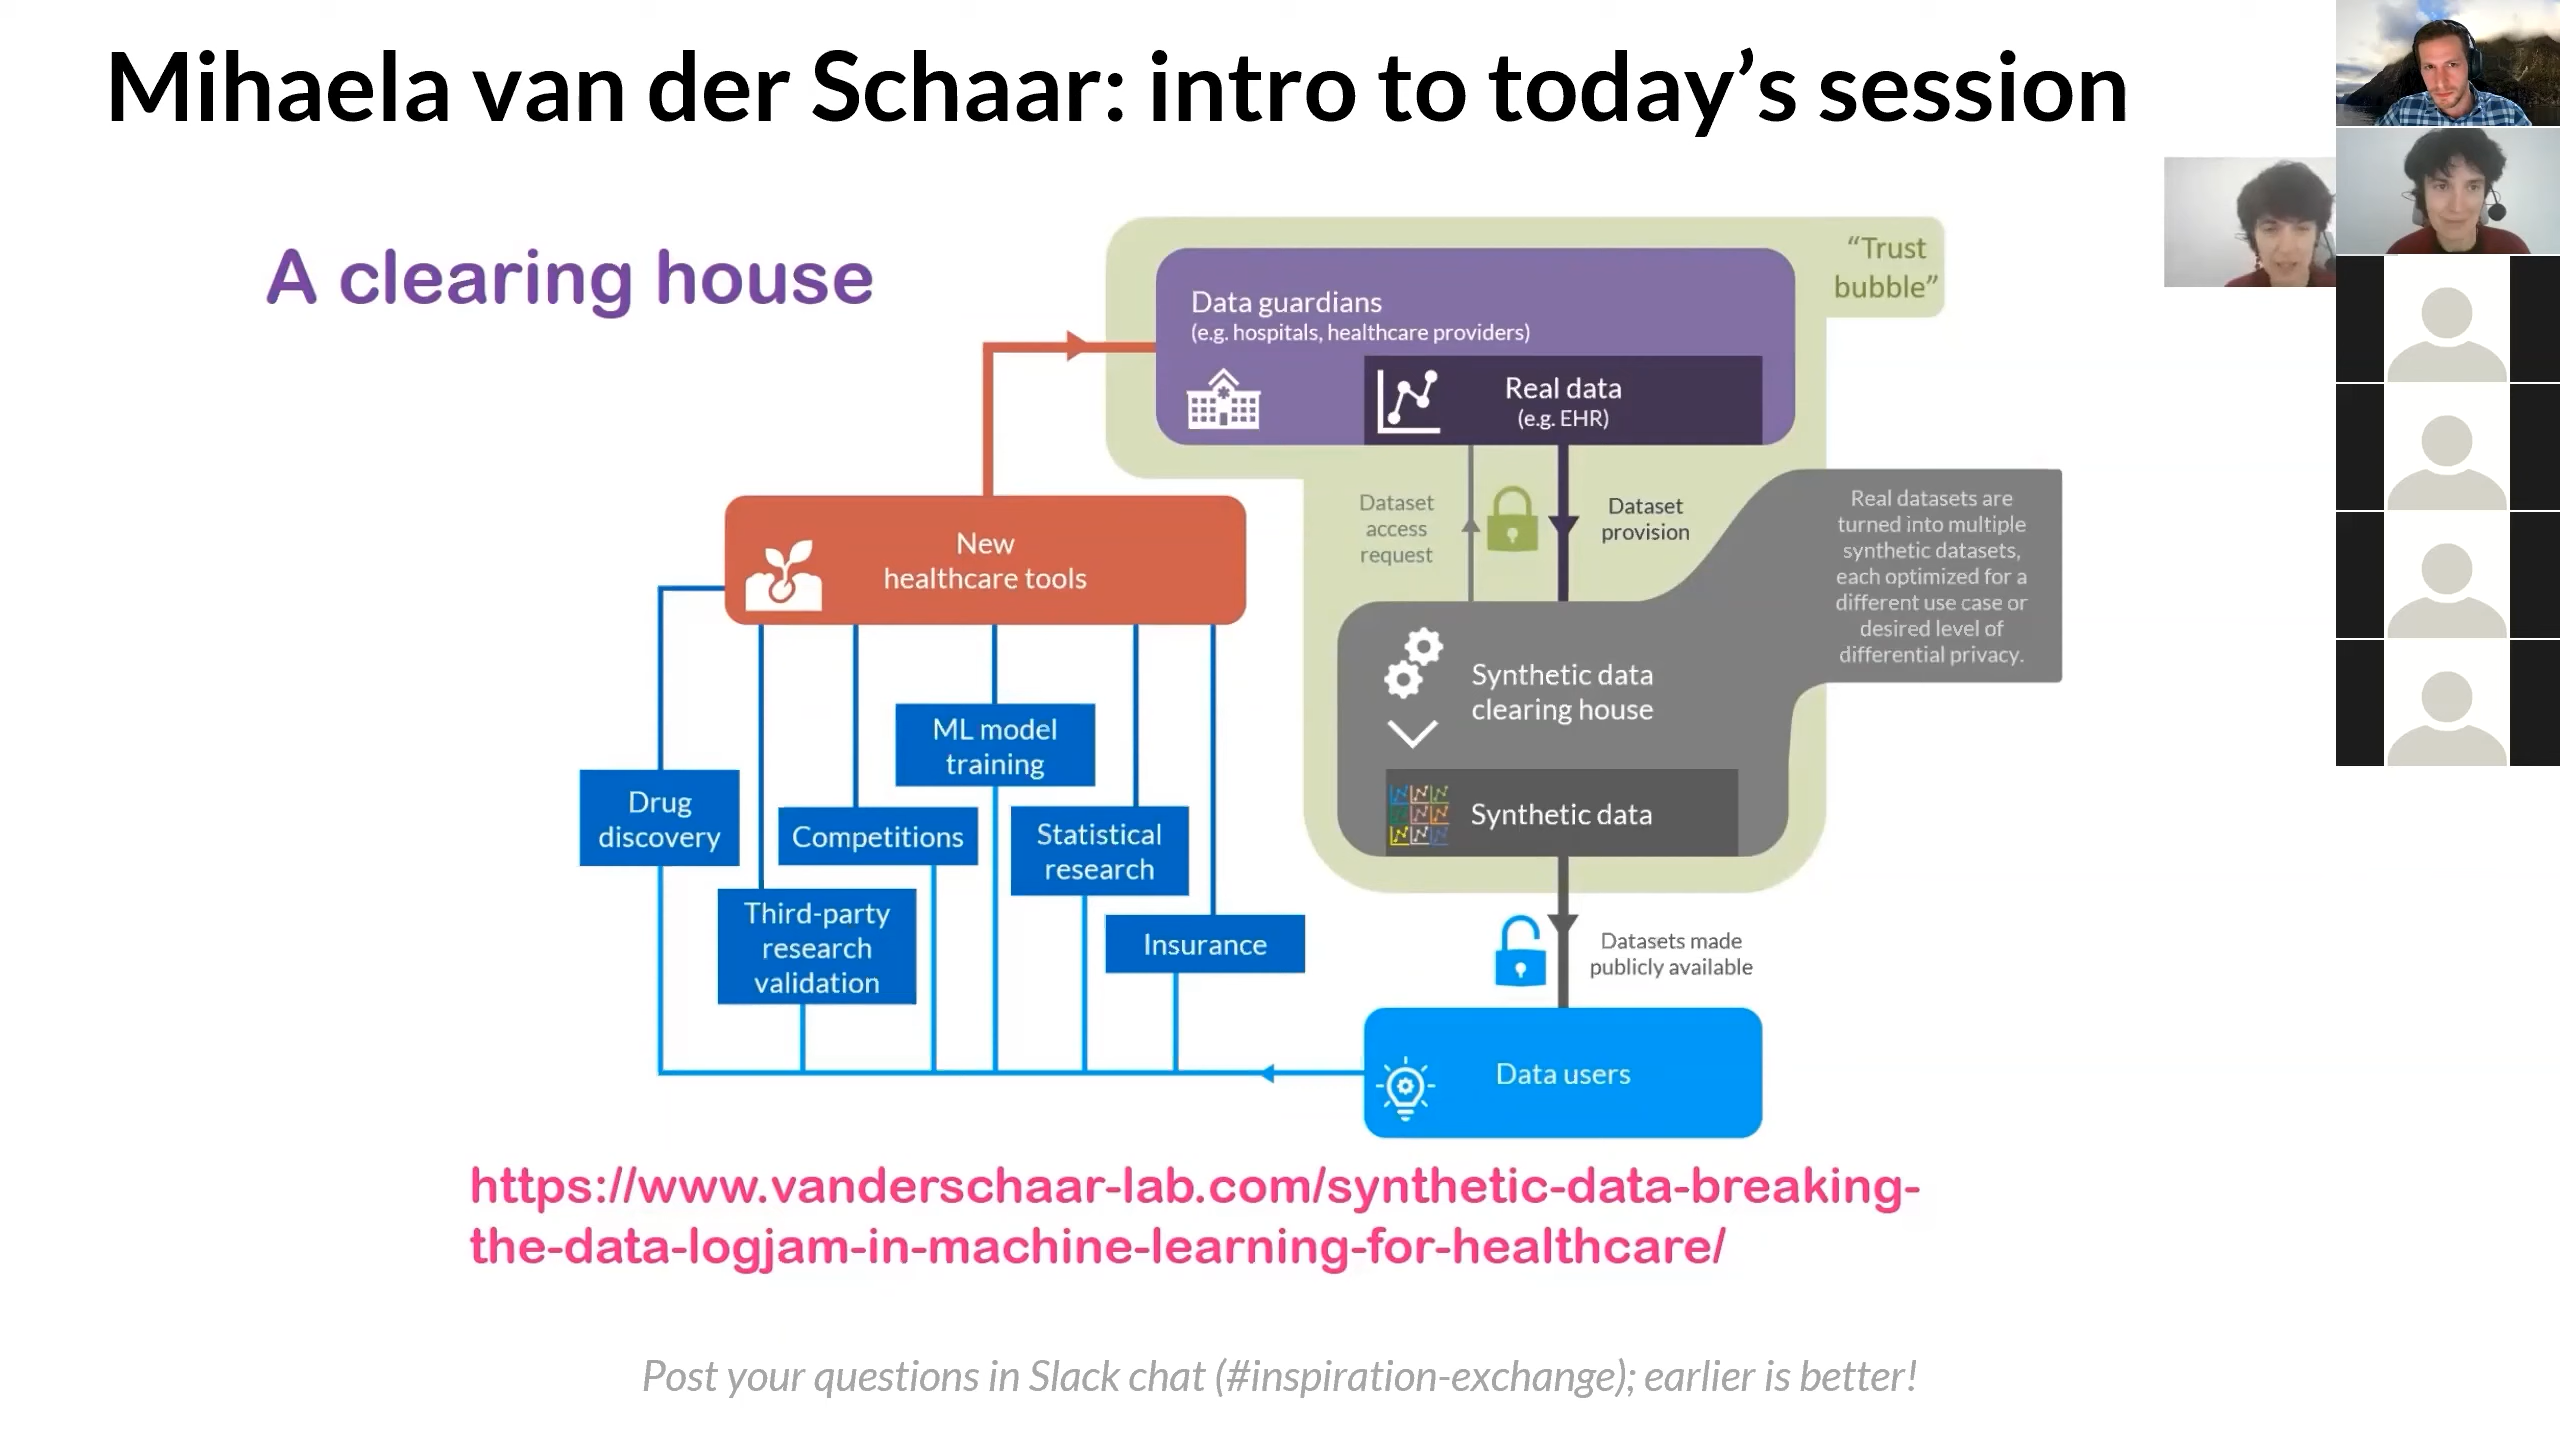 Mihaela van der Schaar: intro to today’s session
A clearing house
“Trust
bubble”
Data guardians
(e.g. hospitals, healthcare providers)
Real data
(e.g. EHR)
Dataset
access
request
Dataset
provision
Real datasets are
turned into multiple
synthetic datasets,
each optimized for a
different use case or
desired level of
differential privacy.
New
healthcare tools
Synthetic data
clearing house
Synthetic data
ML model
training
Drug
discovery
Competitions
Statistical
research
Third-party
research
validation
Insurance
Datasets made
publicly available
Data users
https://www.vanderschaar-lab.com/synthetic-data-breaking-
the-data-logjam-in-machine-learning-for-healthcare/
Post your questions in Slack chat (#inspiration-exchange); earlier is better!